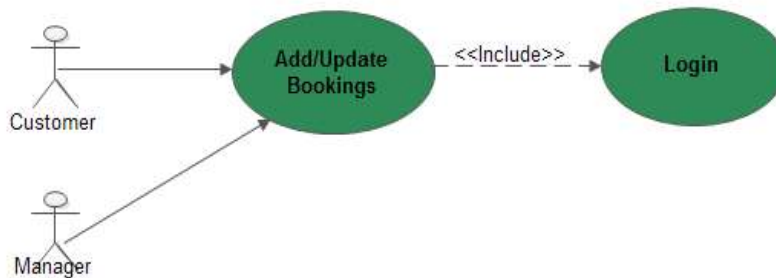 Add/Update
Bookings
<<Include>>
Login
Customer
Manager